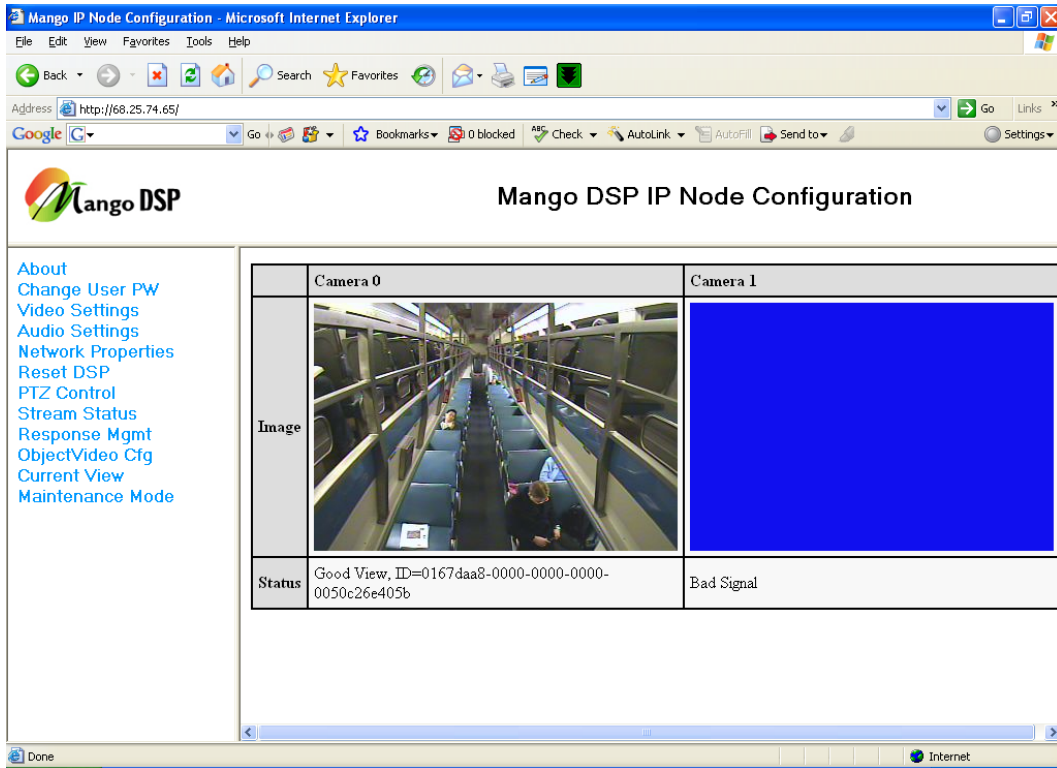 Mango IP Node Configuration - Microsoft Internet Explorer
File Edit View Favorites Tools Help
Back Search Favorites
Address http://68.25.74.65/ Go Links »
Google G Go Bookmarks 0 blocked ABC Check AutoLink AutoFill Send to Settings
Mango DSP
Mango DSP IP Node Configuration
About
Change User PW
Video Settings
Audio Settings
Network Properties
Reset DSP
PTZ Control
Stream Status
Response Mgmt
ObjectVideo Cfg
Current View
Maintenance Mode
Camera 0 Camera 1
Image
Status Good View, ID=0167daa8-0000-0000-0000-
0050c26e405b Bad Signal
Done Internet